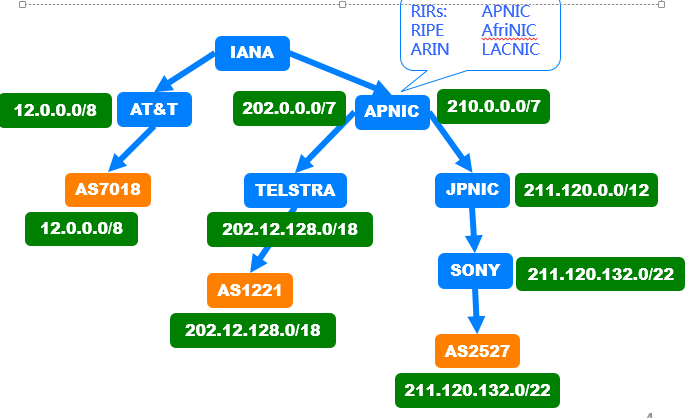 RIRs: APNIC
RIPE AfriNIC
ARIN LACNIC
IANA
12.0.0.0/8
AT&T
202.0.0.0/7
APNIC
210.0.0.0/7
AS7018
TELSTRA
JPNIC
211.120.0.0/12
12.0.0.0/8
202.12.128.0/18
SONY
211.120.132.0/22
AS1221
202.12.128.0/18
AS2527
211.120.132.0/22